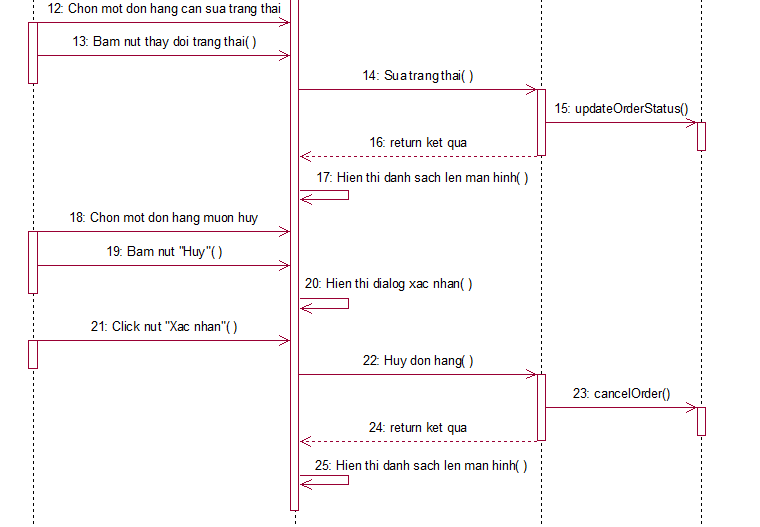 12: Chon mot don hang can sua trang thai
13: Bam nut thay doi trang thai( )
14: Sua trang thai( )
15: updateOrderStatus()
16: return ket qua
17: Hien thi danh sach len man hinh( )
18: Chon mot don hang muon huy
19: Bam nut "Huy"( )
20: Hien thi dialog xac nhan( )
21: Click nut "Xac nhan"( )
22: Huy don hang( )
23: cancelOrder()
24: return ket qua
25: Hien thi danh sach len man hinh( )